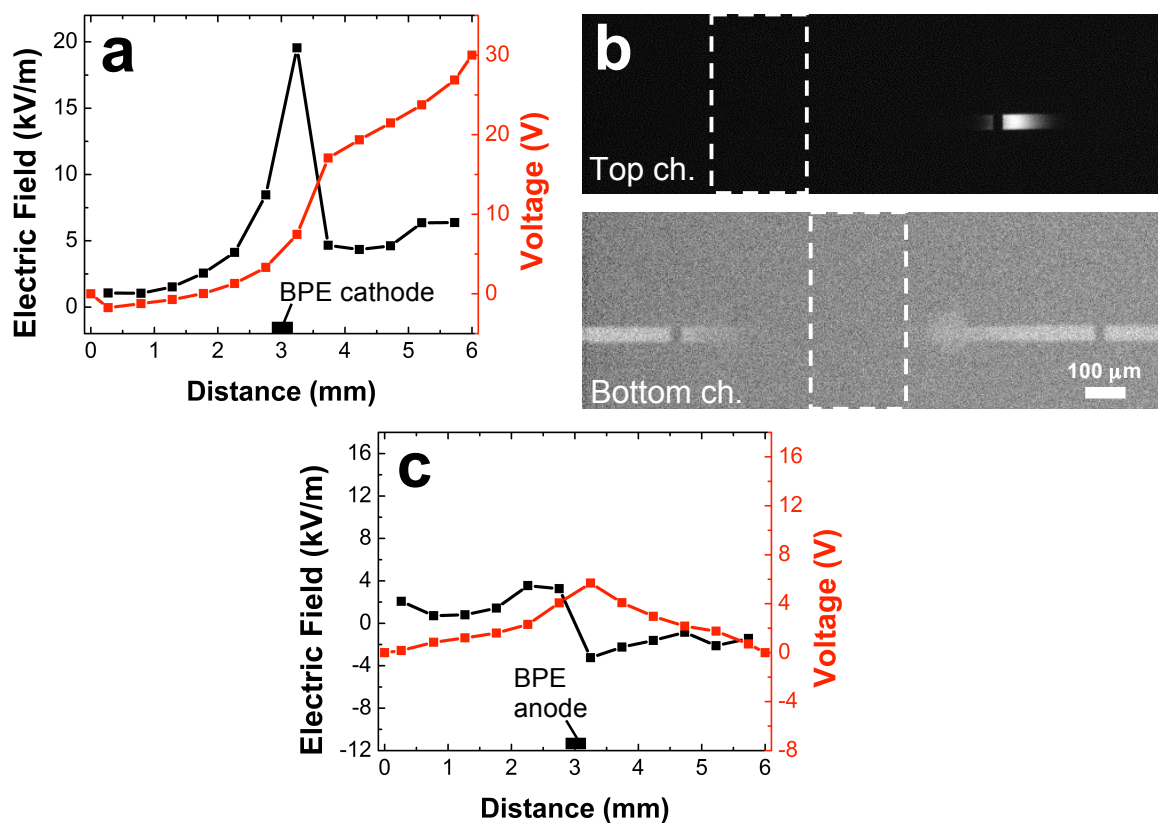 a
Electric Field (kV/m)
20
15
10
5
0
Voltage (V)
30
20
10
0
BPE cathode
0 1 2 3 4 5 6
Distance (mm)
b
Top ch.
Bottom ch.
100 μm
c
Electric Field (kV/m)
16
12
8
4
0
-4
-8
-12
Voltage (V)
16
12
8
4
0
-4
-8
BPE
anode
0 1 2 3 4 5 6
Distance (mm)